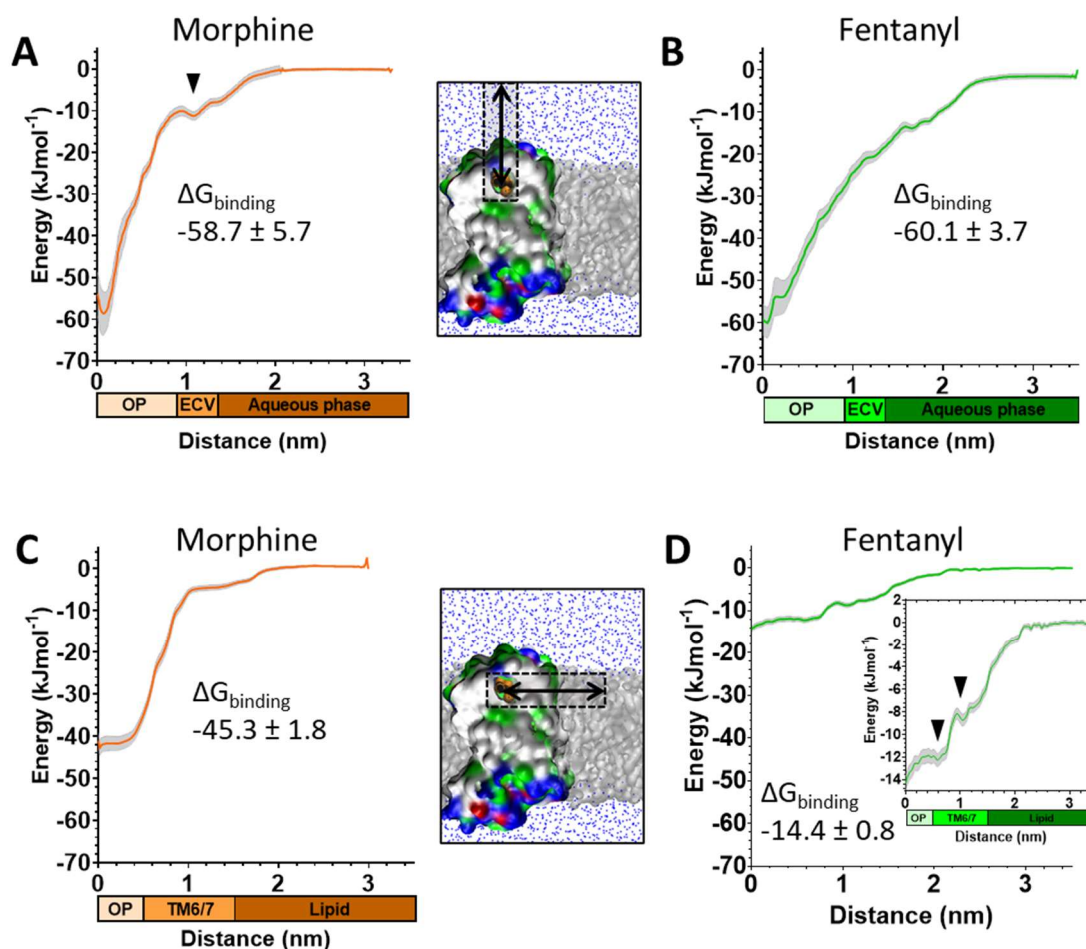 A
Morphine
Energy (kJmol-1)
0
-10
-20
-30
-40
-50
-60
-70
ΔGbinding
-58.7 ± 5.7
0 1 2 3
OP ECV Aqueous phase
Distance (nm)
B
Fentanyl
Energy (kJmol-1)
0
-10
-20
-30
-40
-50
-60
-70
ΔGbinding
-60.1 ± 3.7
0 1 2 3
OP ECV Aqueous phase
Distance (nm)
C
Morphine
Energy (kJmol-1)
0
-10
-20
-30
-40
-50
-60
-70
ΔGbinding
-45.3 ± 1.8
0 1 2 3
OP TM6/7 Lipid
Distance (nm)
D
Fentanyl
Energy (kJmol-1)
0
-10
-20
-30
-40
-50
-60
-70
ΔGbinding
-14.4 ± 0.8
Energy (kJmol-1)
2
0
-2
-4
-6
-8
-10
-12
-14
0 1 2 3
OP TM6/7 Lipid
Distance (nm)
0 1 2 3
Distance (nm)